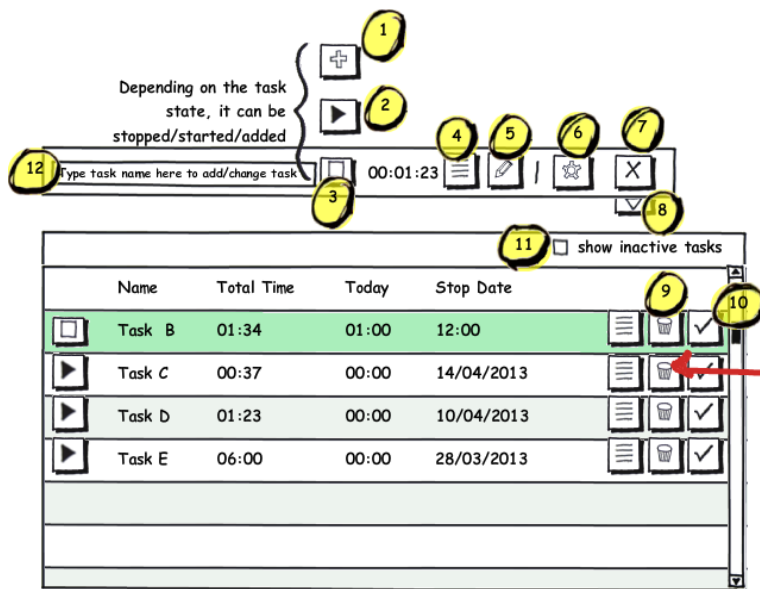 1
Depending on the task
state, it can be
stopped/started/added
2
12
Type task name here to add/change task
3
00:01:23
4
5
|
6
7
X
8
11
show inactive tasks
Name Total Time Today Stop Date
9
10
Task B 01:34 01:00 12:00
Task C 00:37 00:00 14/04/2013
Task D 01:23 00:00 10/04/2013
Task E 06:00 00:00 28/03/2013